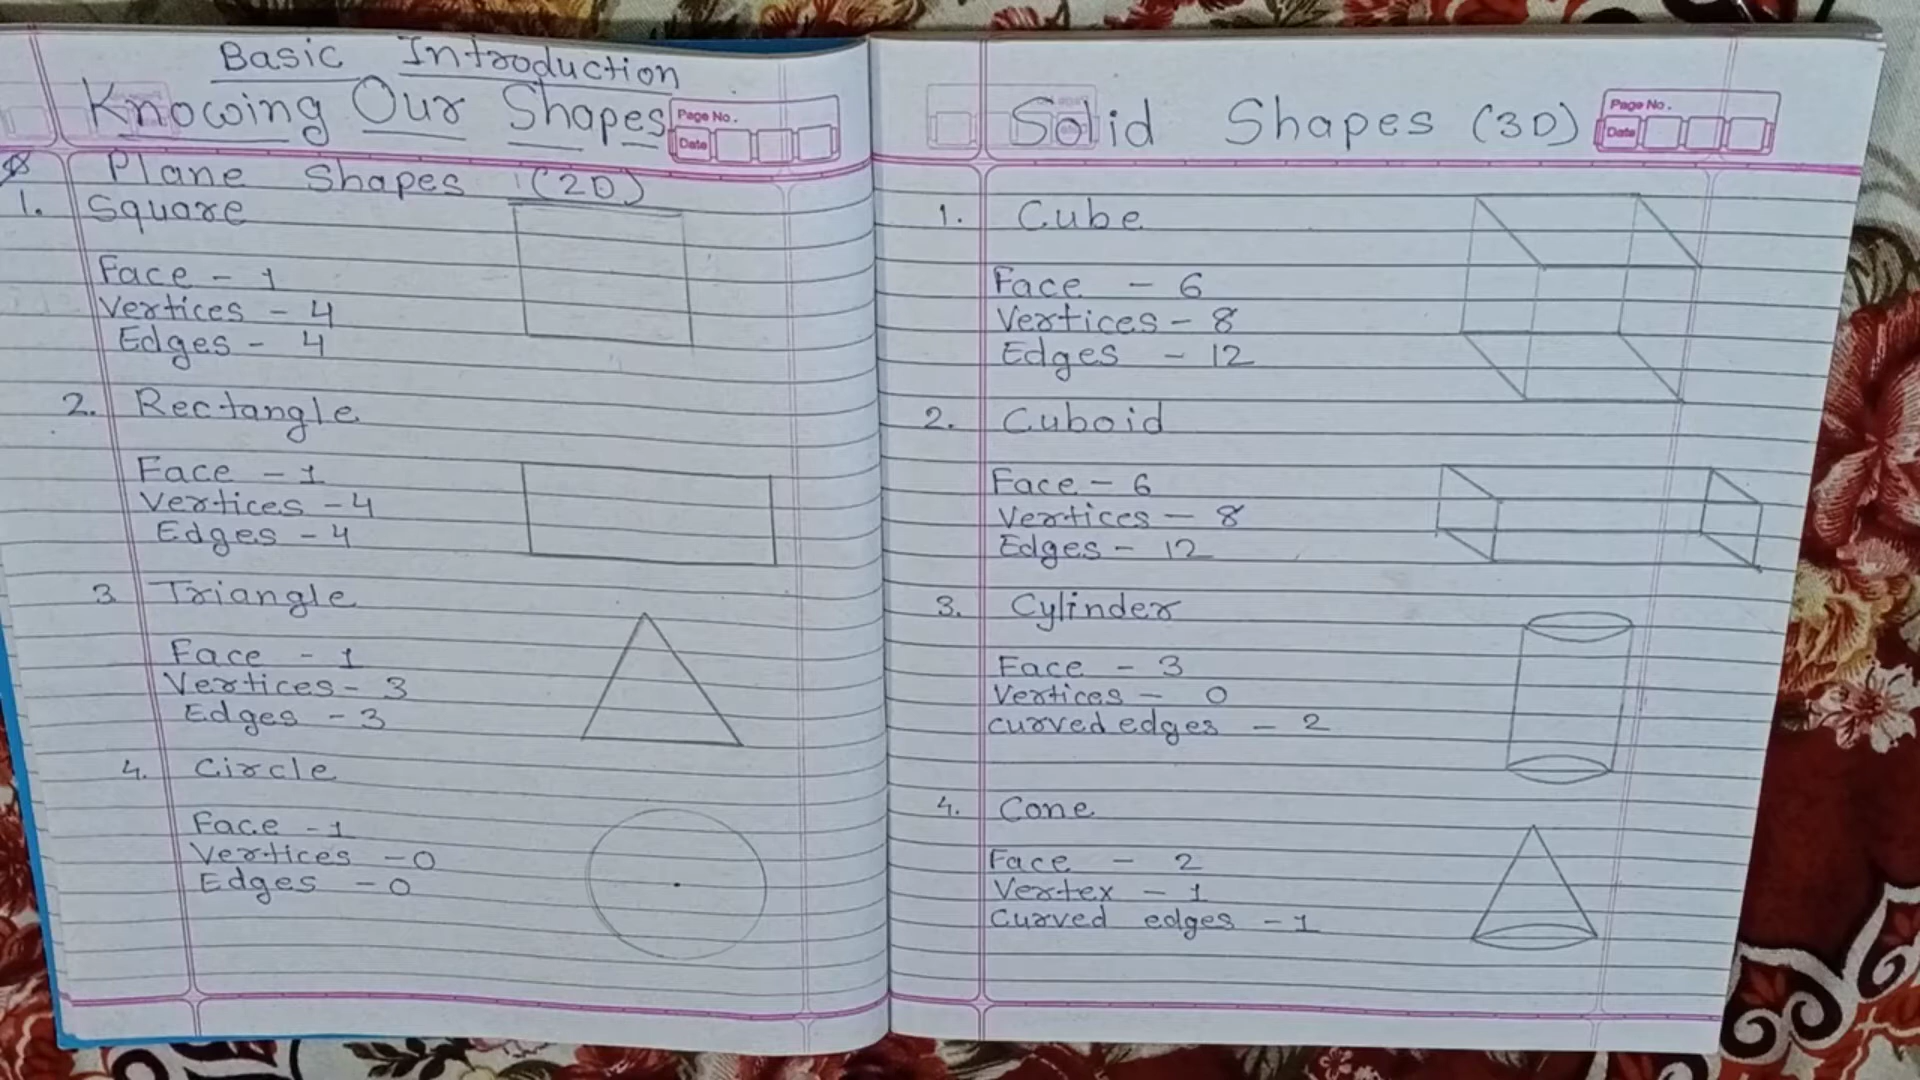 Basic Introduction
Knowing Our Shapes
Page No.
Date
Plane Shapes (2D)
1. Square
Face - 1
Vertices - 4
Edges - 4
2. Rectangle
Face - 1
Vertices - 4
Edges - 4
3 Triangle
Face - 1
Vertices - 3
Edges - 3
4. Circle
Face - 1
Vertices - 0
Edges - 0
Solid Shapes (3D)
Page No.
Date
1. Cube
Face - 6
Vertices - 8
Edges - 12
2. Cuboid
Face - 6
Vertices - 8
Edges - 12
3. Cylinder
Face - 3
Vertices - 0
curved edges - 2
4. Cone
Face - 2
Vertex - 1
Curved edges - 1